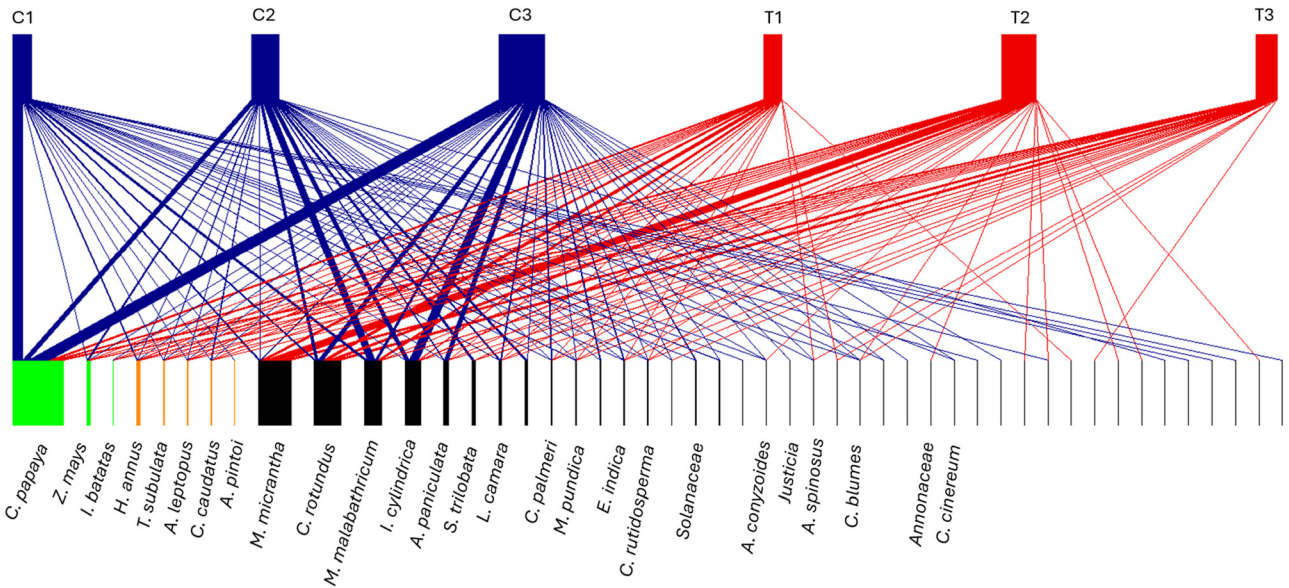 C1
C2
C3
T1
T2
T3
C. papaya
Z. mays
I. batatas
H. annus
T. subulata
A. leptopus
C. caudatus
A. pintoi
M. micrantha
C. rotundus
M. malabathricum
I. cylindrica
A. paniculata
S. trilobata
L. camara
C. palmeri
M. pundica
E. indica
C. rutidosperma
Solanaceae
A. conyzoides
Justicia
A. spinosus
C. blumes
Annonaceae
C. cinereum